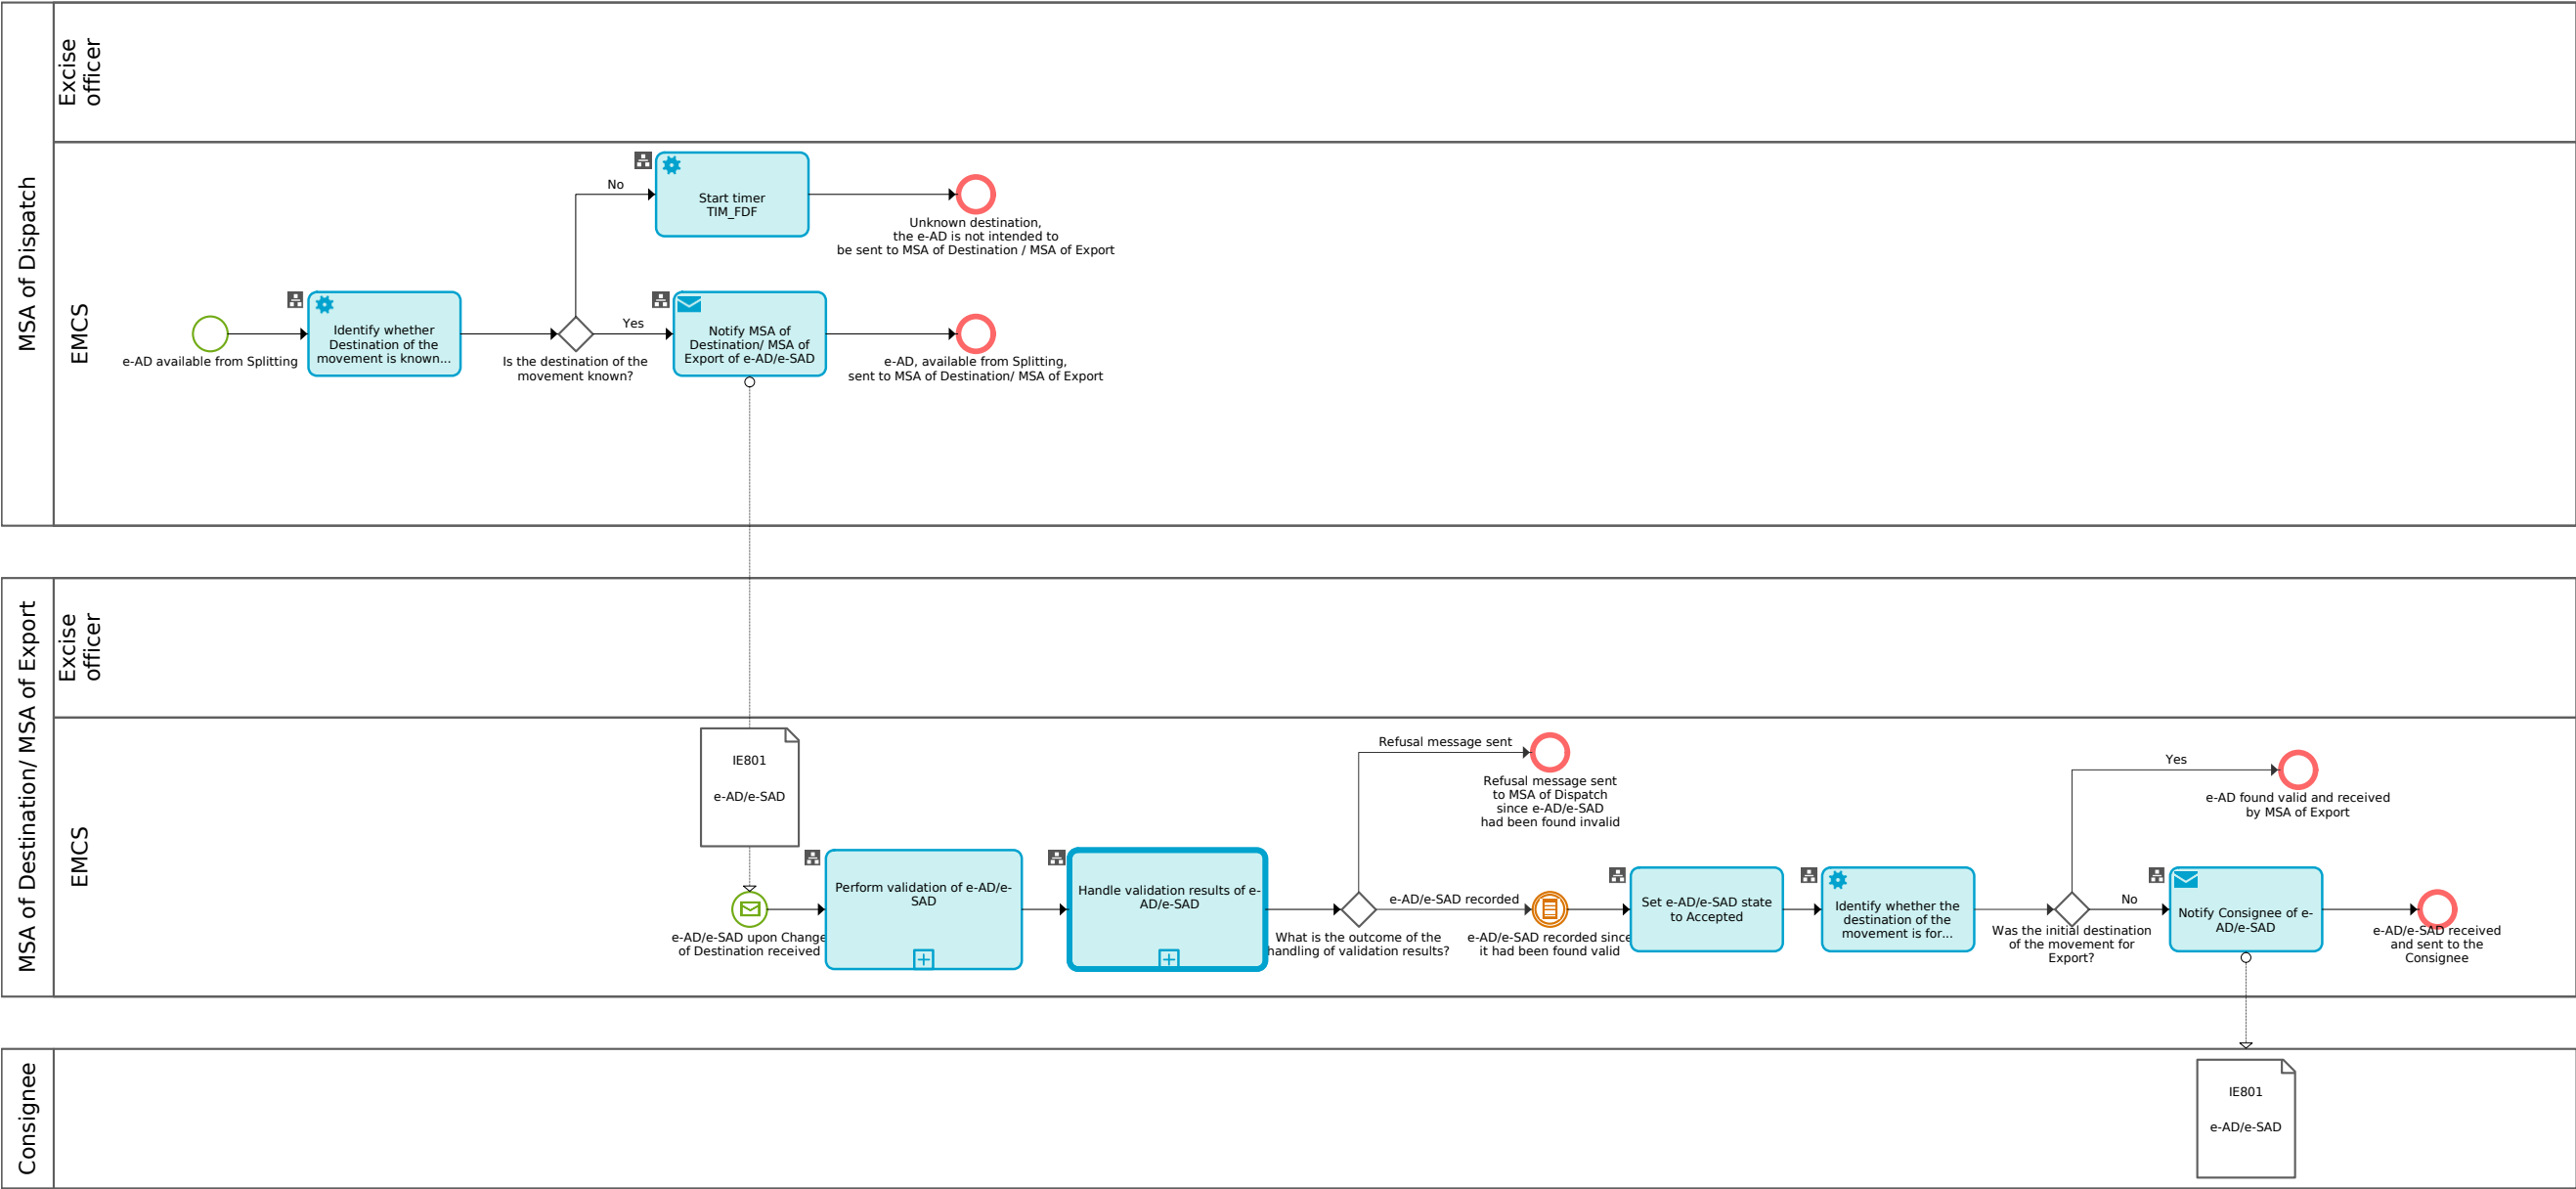 MSA of Dispatch
Excise
officer
EMCS
No
Start timer
TIM_FDF
Unknown destination,
the e-AD is not intended to
be sent to MSA of Destination / MSA of Export
e-AD available from Splitting
Identify whether
Destination of the
movement is known...
Is the destination of the
movement known?
Yes
Notify MSA of
Destination/ MSA of
Export of e-AD/e-SAD
e-AD, available from Splitting,
sent to MSA of Destination/ MSA of Export
MSA of Destination/ MSA of Export
Excise
officer
EMCS
IE801
e-AD/e-SAD
e-AD/e-SAD upon Change
of Destination received
Perform validation of e-AD/e-
SAD
Handle validation results of e-
AD/e-SAD
What is the outcome of the
handling of validation results?
Refusal message sent
Refusal message sent
to MSA of Dispatch
since e-AD/e-SAD
had been found invalid
e-AD/e-SAD recorded
e-AD/e-SAD recorded since
it had been found valid
Set e-AD/e-SAD state
to Accepted
Identify whether the
destination of the
movement is for...
Was the initial destination
of the movement for
Export?
Yes
e-AD found valid and received
by MSA of Export
No
Notify Consignee of e-
AD/e-SAD
e-AD/e-SAD received
and sent to the
Consignee
Consignee
IE801
e-AD/e-SAD